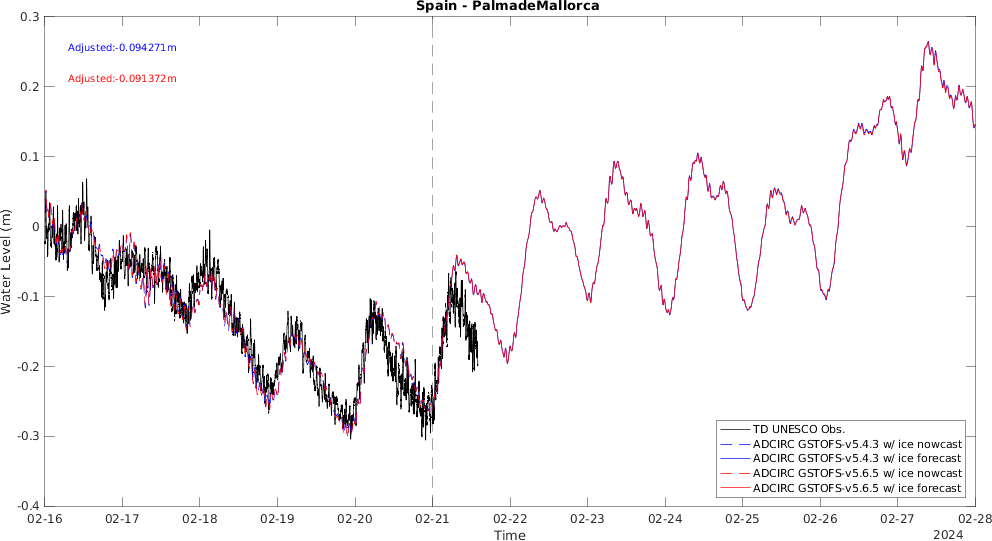 Spain - PalmadeMallorca
Adjusted:-0.094271m
Adjusted:-0.091372m
0.3
0.2
0.1
0
-0.1
-0.2
-0.3
-0.4
Water Level (m)
TD UNESCO Obs.
ADCIRC GSTOFS-v5.4.3 w/ ice nowcast
ADCIRC GSTOFS-v5.4.3 w/ ice forecast
ADCIRC GSTOFS-v5.6.5 w/ ice nowcast
ADCIRC GSTOFS-v5.6.5 w/ ice forecast
02-16 02-17 02-18 02-19 02-20 02-21 02-22 02-23 02-24 02-25 02-26 02-27 02-28
Time
2024